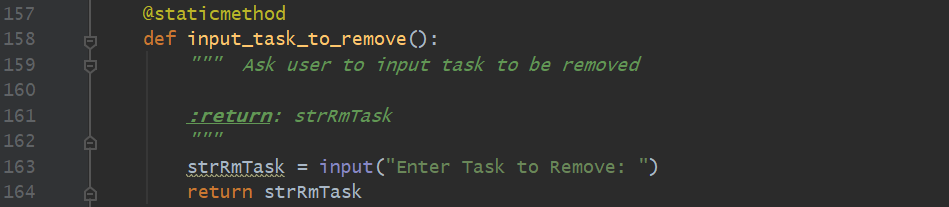 157 @staticmethod
158 def input_task_to_remove():
159 """ Ask user to input task to be removed
160
161 :return: strRmTask
162 """
163 strRmTask = input("Enter Task to Remove: ")
164 return strRmTask